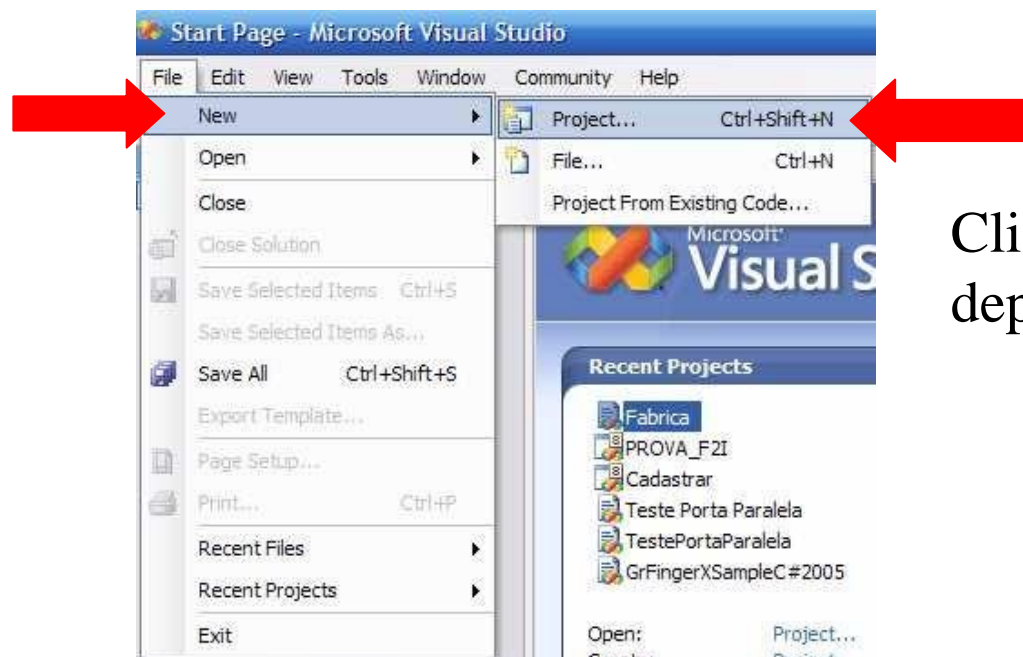 Start Page - Microsoft Visual Studio
File Edit View Tools Window Community Help
New
Open
Close
Close Solution
Save Selected Items Ctrl+S
Save Selected Items As...
Save All Ctrl+Shift+S
Export Template...
Page Setup...
Print... Ctrl+P
Recent Files
Recent Projects
Exit
Project... Ctrl+Shift+N
File... Ctrl+N
Project From Existing Code...
Microsoft
Visual S
Recent Projects
Fabrica
PROVA_F2I
Cadastrar
Teste Porta Paralela
TestePortaParalela
GrFingerXSampleC#2005
Open: Project...
Cli
dep